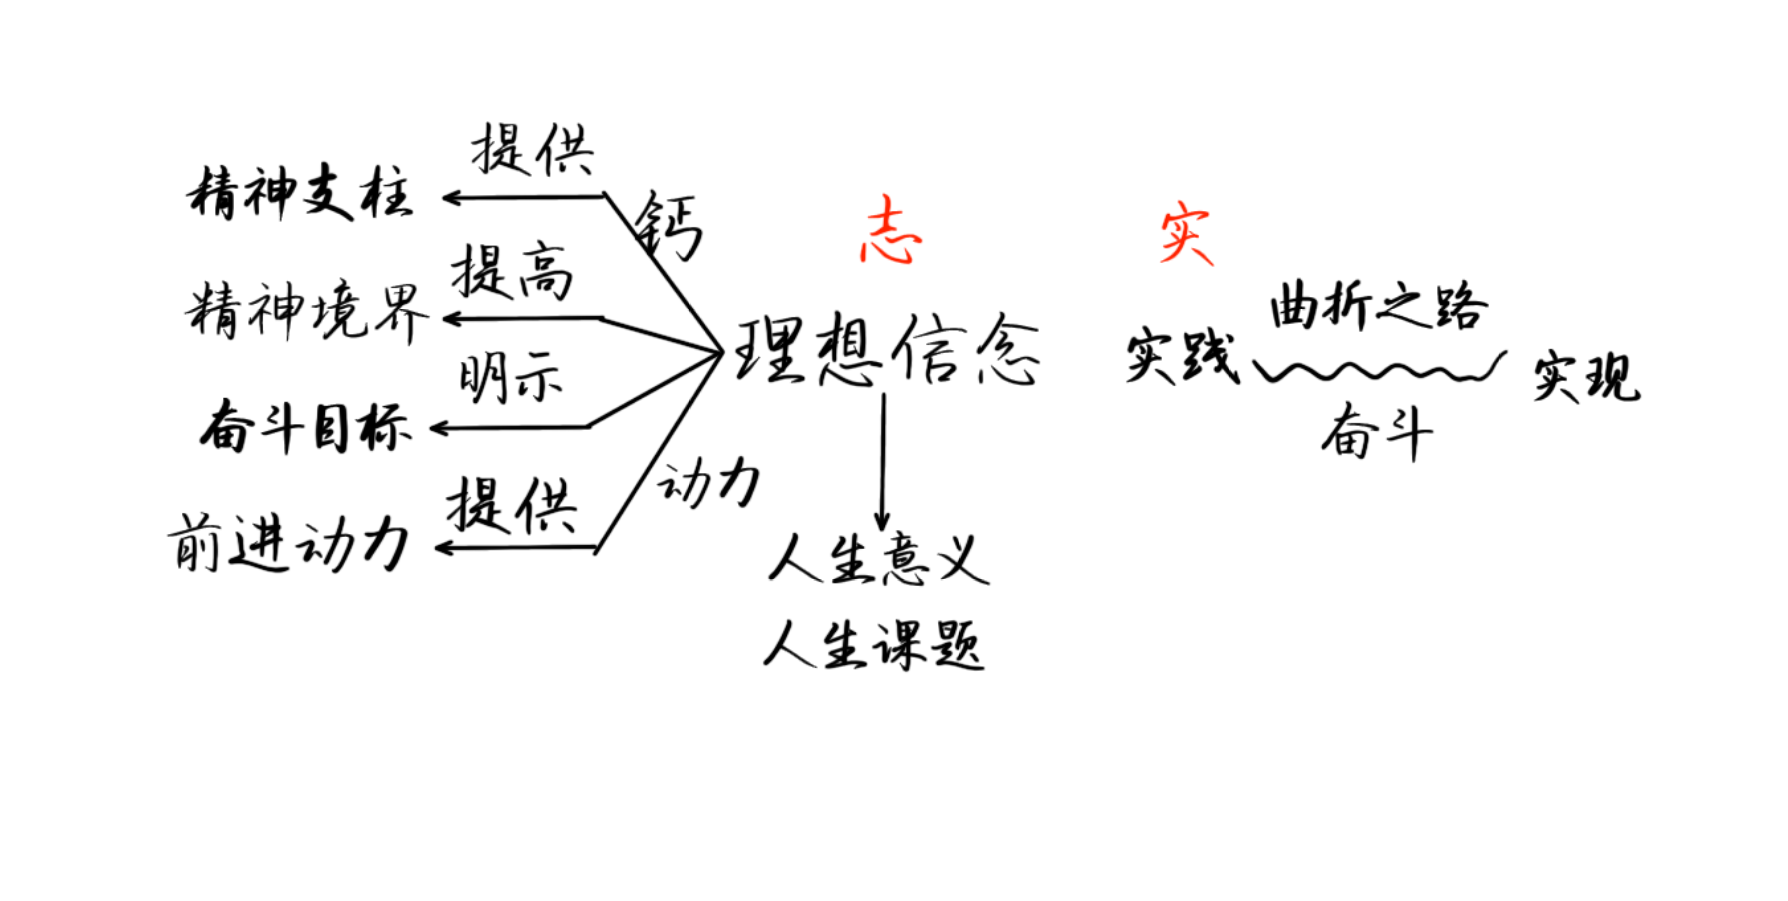 提供
精神支柱
钙
志
实
提高
精神境界
明示
理想信念
曲折之路
实践
实现
奋斗
奋斗目标
动力
提供
前进动力
人生意义
人生课题